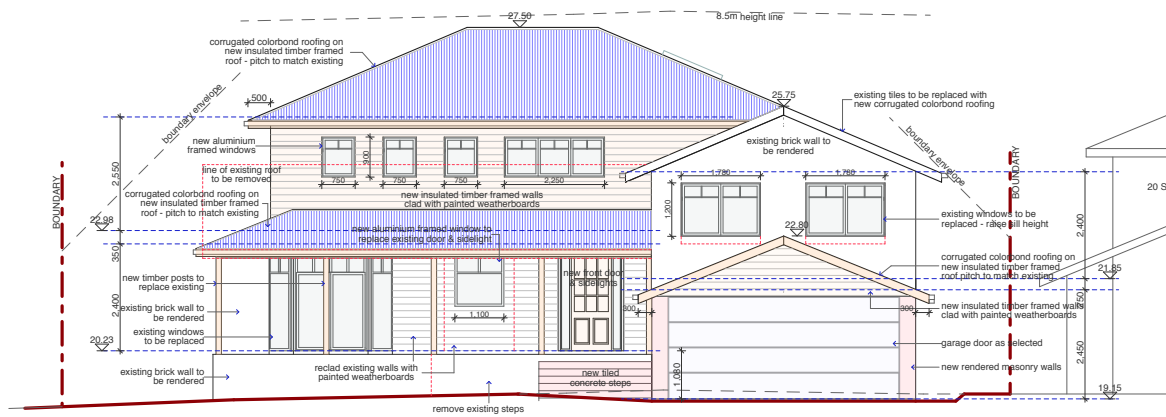 8.5m height line
27.50
corrugated colorbond roofing on
new insulated timber framed
roof - pitch to match existing
boundary envelope
500
25.75
existing tiles to be replaced with
new corrugated colorbond roofing
new aluminium
framed windows
900
existing brick wall to
be rendered
boundary envelope
BOUNDARY
BOUNDARY
line of existing roof
to be removed
750
750
750
2,250
1,780
1,780
2,550
corrugated colorbond roofing on
new insulated timber framed
roof - pitch to match existing
new insulated timber framed walls
clad with painted weatherboards
1,200
20 S
existing windows to be
replaced - raise sill height
2,400
22.98
new aluminium framed window to
replace existing door & sidelight
22.80
350
corrugated colorbond roofing on
new insulated timber framed
roof pitch to match existing
21.85
new timber posts to
replace existing
new front door
& sidelights
250
2,400
existing brick wall to
be rendered
1,100
300
300
new insulated timber framed walls
clad with painted weatherboards
existing windows
to be replaced
20.23
garage door as selected
2,450
existing brick wall to
be rendered
reclad existing walls with
painted weatherboards
new tiled
concrete steps
1,080
new rendered masonry walls
19.15
remove existing steps